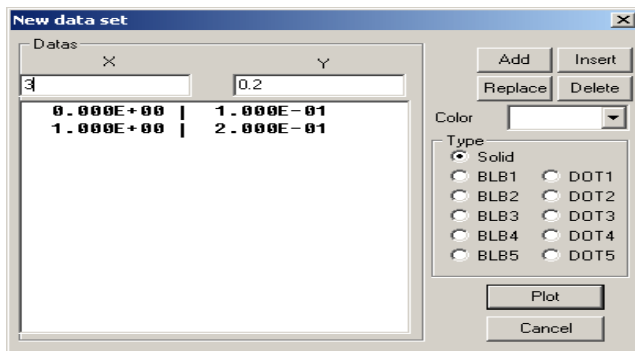 New data set
Datas
X Y
3 0.2
0.000E+00 | 1.000E-01
1.000E+00 | 2.000E-01
Add Insert
Replace Delete
Color
Type
Solid
BLB1 DOT1
BLB2 DOT2
BLB3 DOT3
BLB4 DOT4
BLB5 DOT5
Plot
Cancel